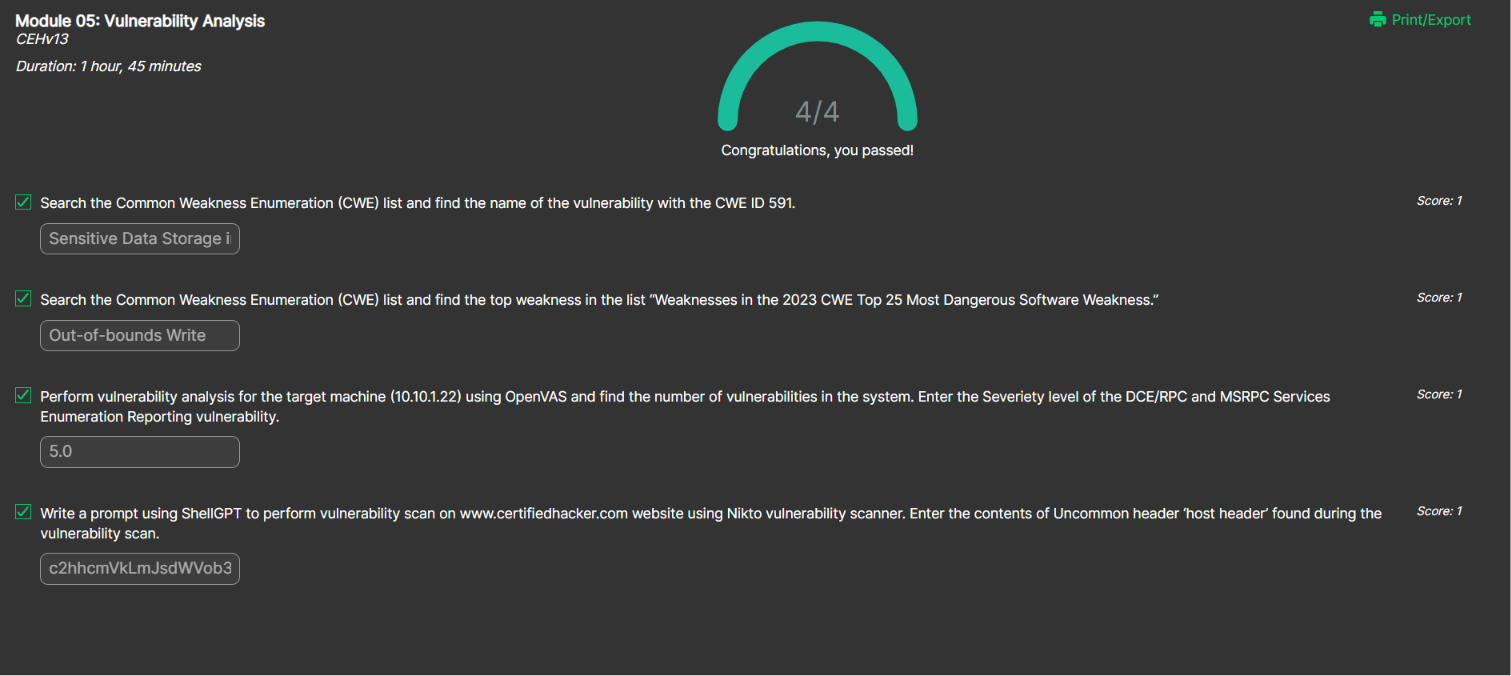 Module 05: Vulnerability Analysis
Print/Export
CEHv13
Duration: 1 hour, 45 minutes
4/4
Congratulations, you passed!
Search the Common Weakness Enumeration (CWE) list and find the name of the vulnerability with the CWE ID 591.
Score: 1
Sensitive Data Storage i
Search the Common Weakness Enumeration (CWE) list and find the top weakness in the list “Weaknesses in the 2023 CWE Top 25 Most Dangerous Software Weakness.”
Score: 1
Out-of-bounds Write
Perform vulnerability analysis for the target machine (10.10.1.22) using OpenVAS and find the number of vulnerabilities in the system. Enter the Severiety level of the DCE/RPC and MSRPC Services
Score: 1
Enumeration Reporting vulnerability.
5.0
Write a prompt using ShellGPT to perform vulnerability scan on www.certifiedhacker.com website using Nikto vulnerability scanner. Enter the contents of Uncommon header ‘host header’ found during the
Score: 1
vulnerability scan.
c2hhcmVkLmJsdWVob3